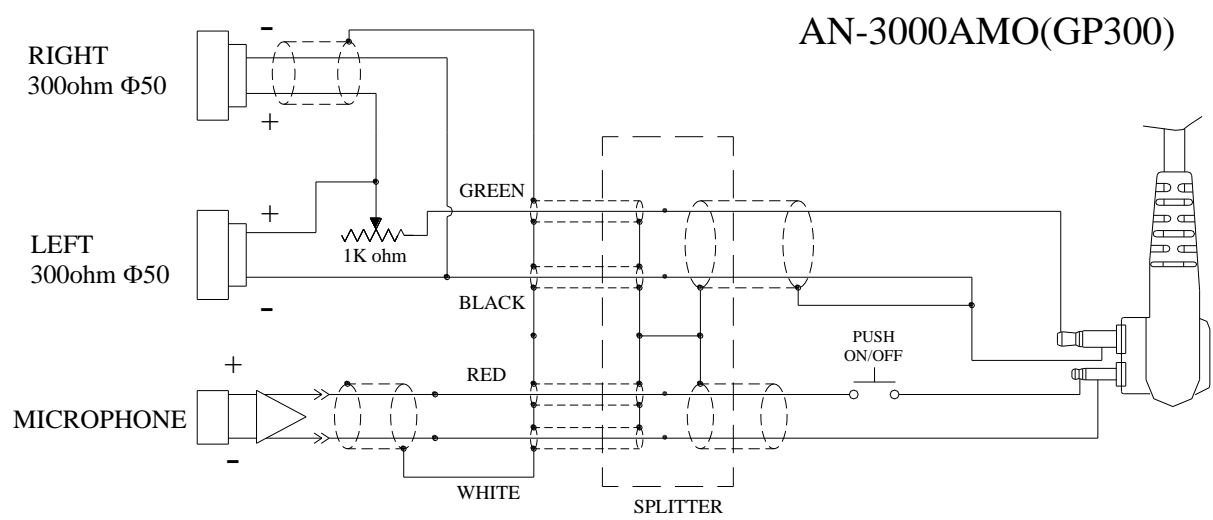 AN-3000AMO(GP300)
-
RIGHT
300ohm Φ50
+
GREEN
+
LEFT
300ohm Φ50
1K ohm
-
BLACK
PUSH
ON/OFF
+
RED
MICROPHONE
-
WHITE
SPLITTER